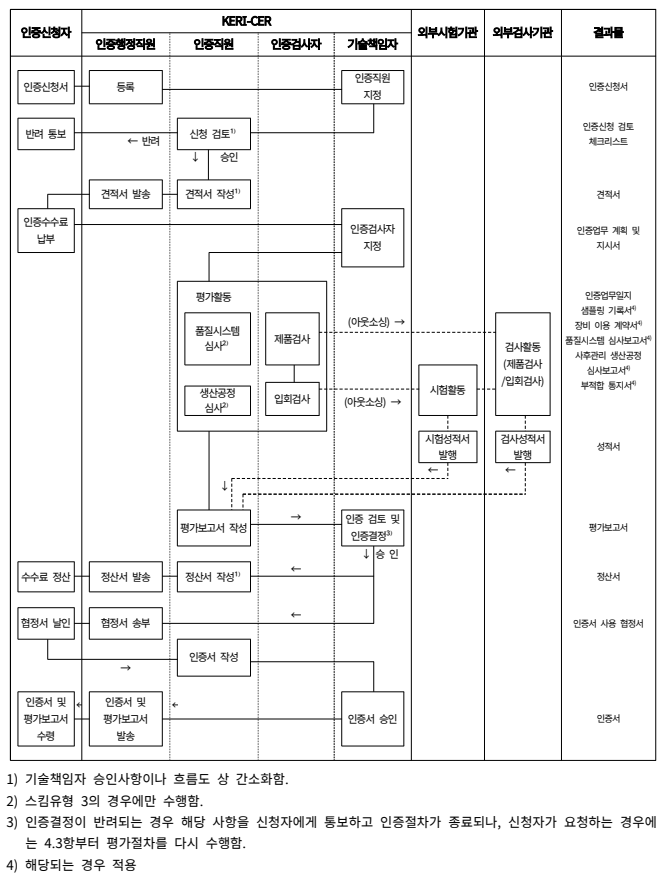 인증신청자
KERI-CER
인증행정직원
인증직원
인증검사자
기술책임자
외부시험기관
외부검사기관
결과물
인증신청서
등록
인증직원
지정
인증신청서
반려 통보
← 반려
신청 검토1)
↓ 승인
인증신청 검토
체크리스트
견적서 발송
견적서 작성1)
견적서
인증수수료
납부
인증검사자
지정
인증업무 계획 및
지시서
평가활동
품질시스템
심사2)
제품검사
(아웃소싱) →
검사활동
(제품검사
/입회검사)
생산공정
심사2)
입회검사
(아웃소싱) →
시험활동
인증업무일지
샘플링 기록서4)
장비 이용 계약서4)
품질시스템 심사보고서4)
사후관리 생산공정
심사보고서4)
부적합 통지서4)
시험성적서
발행
←
검사성적서
발행
←
성적서
↓
평가보고서 작성
→
인증 검토 및
인증결정3)
↓ 승 인
평가보고서
수수료 정산
정산서 발송
정산서 작성1)
←
정산서
협정서 날인
협정서 송부
←
인증서 사용 협정서
→
인증서 작성
인증서 및
평가보고서
수령
←
인증서 및
평가보고서
발송
←
인증서 승인
인증서
1) 기술책임자 승인사항이나 흐름도 상 간소화함.
2) 스킴유형 3의 경우에만 수행함.
3) 인증결정이 반려되는 경우 해당 사항을 신청자에게 통보하고 인증절차가 종료되나, 신청자가 요청하는 경우에
는 4.3항부터 평가절차를 다시 수행함.
4) 해당되는 경우 적용